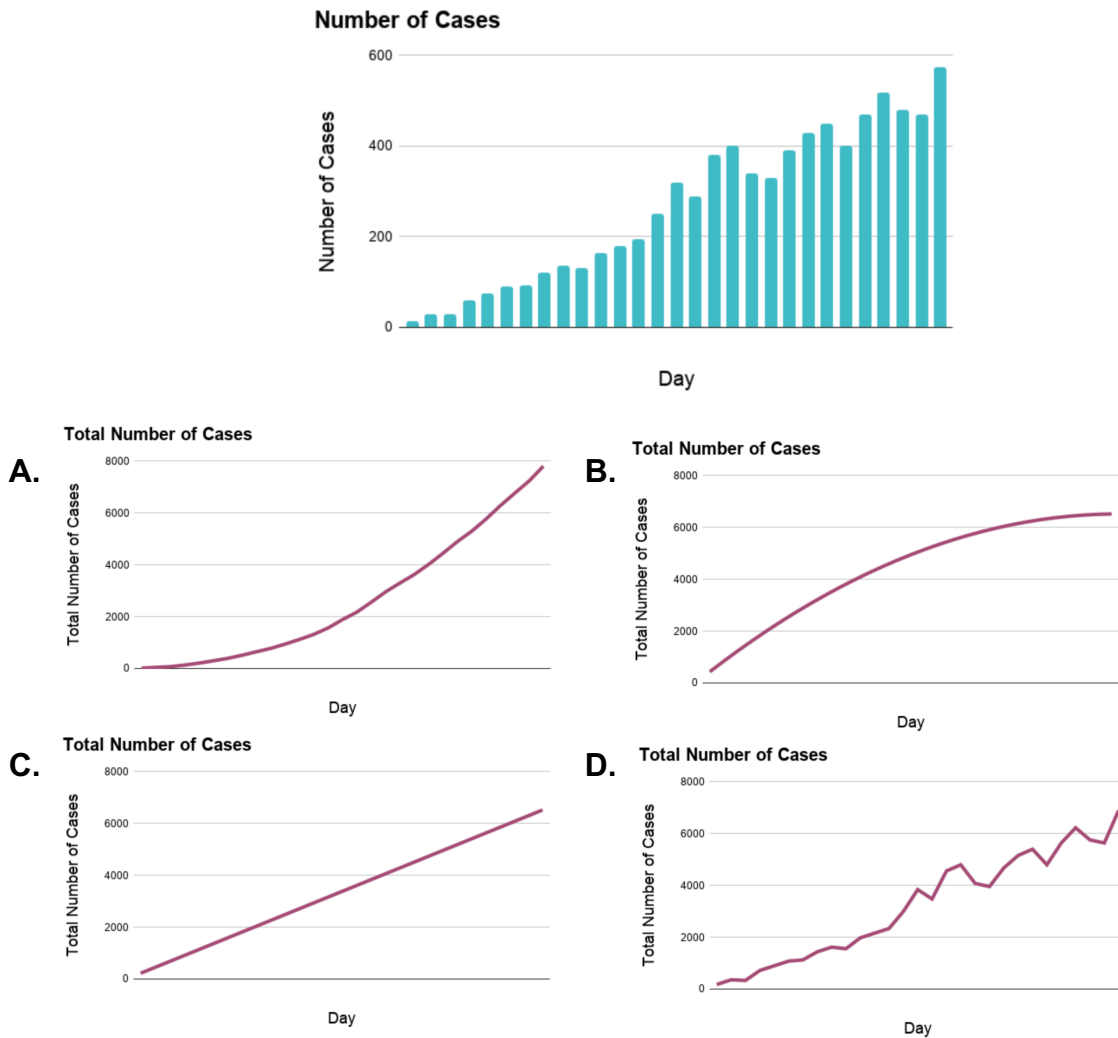 Number of Cases
Number of Cases
600
400
200
0
Day
A.
Total Number of Cases
Total Number of Cases
8000
6000
4000
2000
0
Day
B.
Total Number of Cases
Total Number of Cases
8000
6000
4000
2000
0
Day
C.
Total Number of Cases
Total Number of Cases
8000
6000
4000
2000
0
Day
D.
Total Number of Cases
Total Number of Cases
8000
6000
4000
2000
0
Day